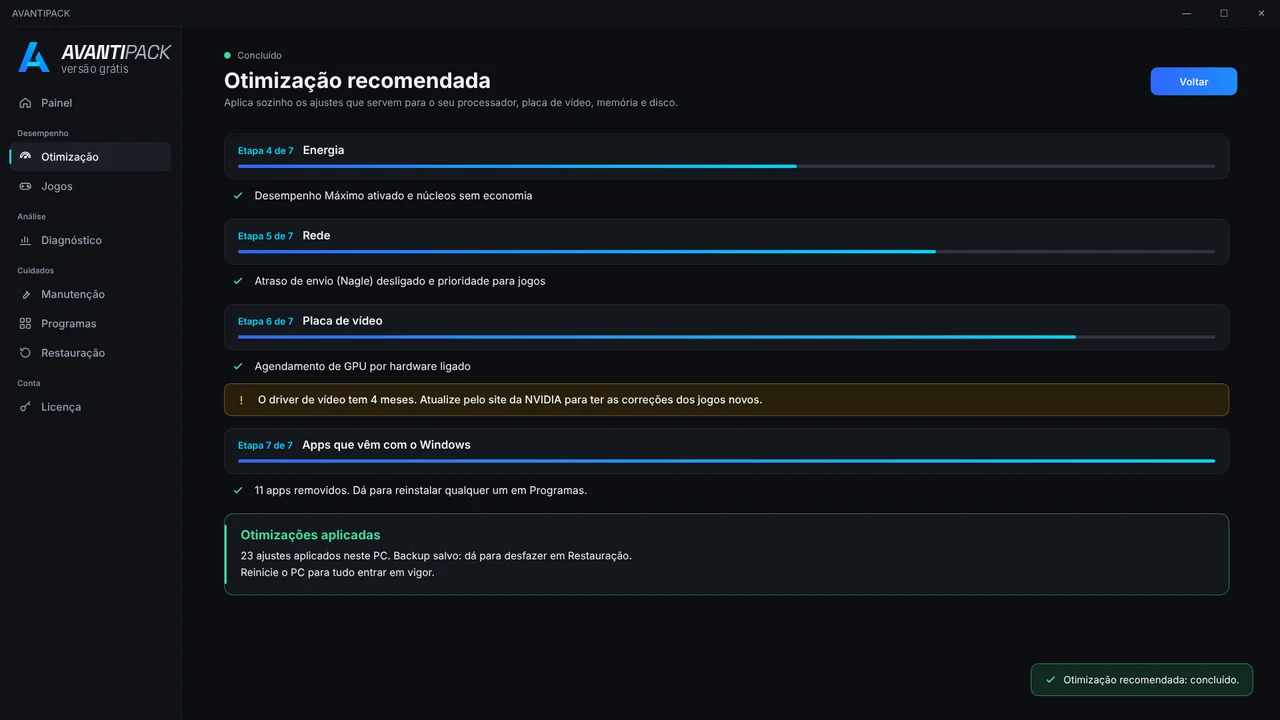 AVANTIPACK
AVANTIPACK
versão grátis
Painel
Desempenho
Otimização
Jogos
Análise
Diagnóstico
Cuidados
Manutenção
Programas
Restauração
Conta
Licença
Concluído
Otimização recomendada
Aplica sozinho os ajustes que servem para o seu processador, placa de vídeo, memória e disco.
Voltar
Etapa 4 de 7 Energia
Desempenho Máximo ativado e núcleos sem economia
Etapa 5 de 7 Rede
Atraso de envio (Nagle) desligado e prioridade para jogos
Etapa 6 de 7 Placa de vídeo
Agendamento de GPU por hardware ligado
! O driver de vídeo tem 4 meses. Atualize pelo site da NVIDIA para ter as correções dos jogos novos.
Etapa 7 de 7 Apps que vêm com o Windows
11 apps removidos. Dá para reinstalar qualquer um em Programas.
Otimizações aplicadas
23 ajustes aplicados neste PC. Backup salvo: dá para desfazer em Restauração.
Reinicie o PC para tudo entrar em vigor.
Otimização recomendada: concluído.